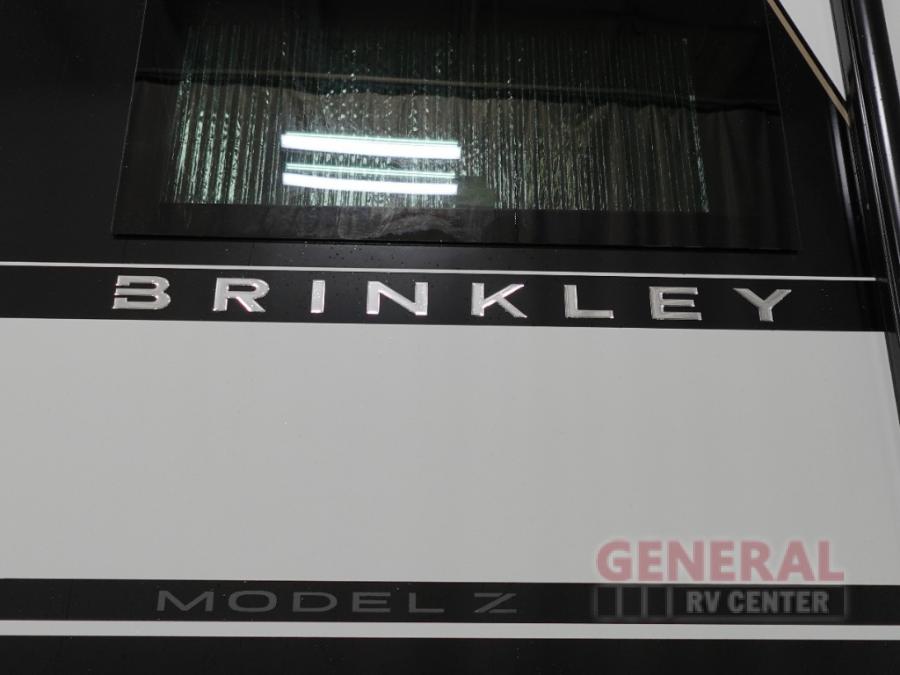 BRINKLEY
MODEL Z
GENERAL
RV CENTER